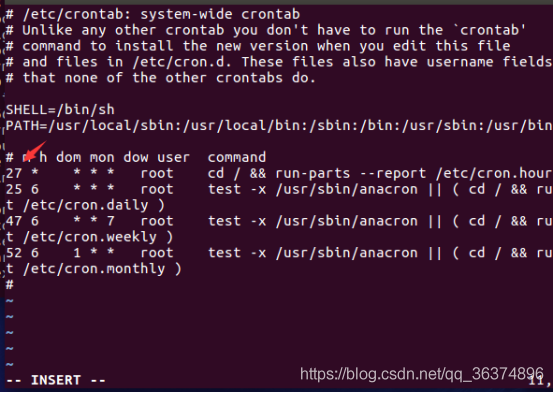 # /etc/crontab: system-wide crontab
# Unlike any other crontab you don't have to run the `crontab'
# command to install the new version when you edit this file
# and files in /etc/cron.d. These files also have username fields
# that none of the other crontabs do.
SHELL=/bin/sh
PATH=/usr/local/sbin:/usr/local/bin:/sbin:/bin:/usr/sbin:/usr/bin
# h dom mon dow user command
27 * * * * root cd / && run-parts --report /etc/cron.hour
25 6 * * * root test -x /usr/sbin/anacron || ( cd / && ru
t /etc/cron.daily )
47 6 * * 7 root test -x /usr/sbin/anacron || ( cd / && ru
t /etc/cron.weekly )
52 6 1 * * root test -x /usr/sbin/anacron || ( cd / && ru
t /etc/cron.monthly )
#
~
~
~
~
~
-- INSERT -- 11,
https://blog.csdn.net/qq_36374896